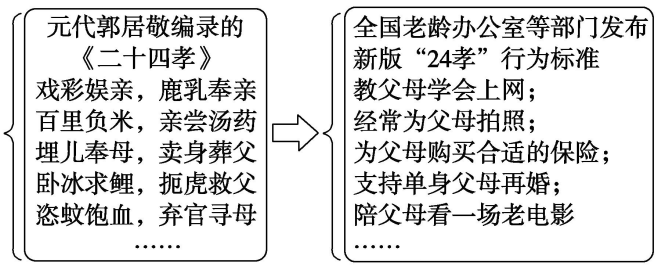 元代郭居敬编录的
《二十四孝》
戏彩娱亲，鹿乳奉亲
百里负米，亲尝汤药
埋儿奉母，卖身葬父
卧冰求鲤，扼虎救父
恣蚊饱血，弃官寻母
……
全国老龄办公室等部门发布
新版“24孝”行为标准
教父母学会上网；
经常为父母拍照；
为父母购买合适的保险；
支持单身父母再婚；
陪父母看一场老电影
……